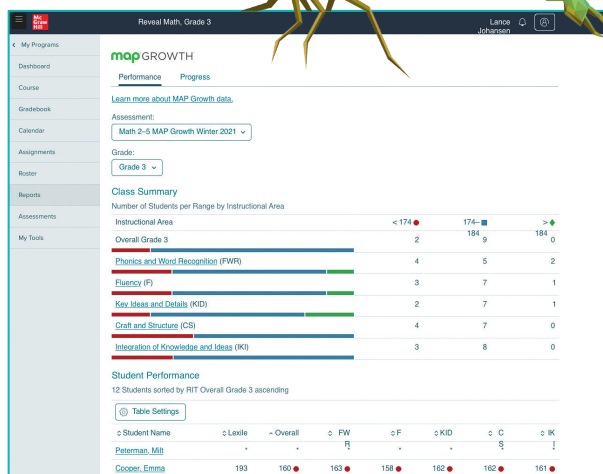 Mc
Graw
Hill
Reveal Math, Grade 3
Lance
Johansen
My Programs
Dashboard
Course
Gradebook
Calendar
Assignments
Roster
Reports
Assessments
My Tools
map GROWTH
Performance Progress
Learn more about MAP Growth data.
Assessment:
Math 2–5 MAP Growth Winter 2021
Grade:
Grade 3
Class Summary
Number of Students per Range by Instructional Area
Instructional Area < 174 174–184 > 184
Overall Grade 3 2 9 0
Phonics and Word Recognition (FWR) 4 5 2
Fluency (F) 3 7 1
Key Ideas and Details (KID) 2 7 1
Craft and Structure (CS) 4 7 0
Integration of Knowledge and Ideas (IKI) 3 8 0
Student Performance
12 Students sorted by RIT Overall Grade 3 ascending
Table Settings
Student Name Lexile Overall FWR F KID CS IKI
Peterman, Milt * * * * * * *
Cooper, Emma 193 160 163 158 162 162 161